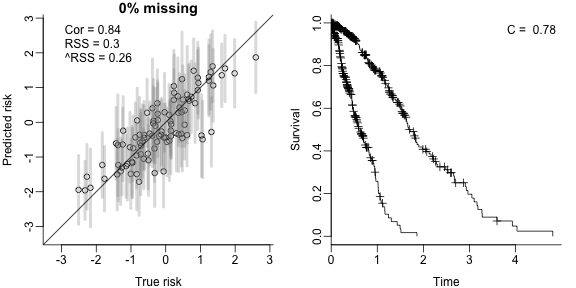 0% missing
Cor = 0.84
RSS = 0.3
^RSS = 0.26
Predicted risk
3
2
1
0
-1
-2
-3
-3 -2 -1 0 1 2 3
True risk
C = 0.78
Survival
1.0
0.8
0.6
0.4
0.2
0.0
0 1 2 3 4
Time